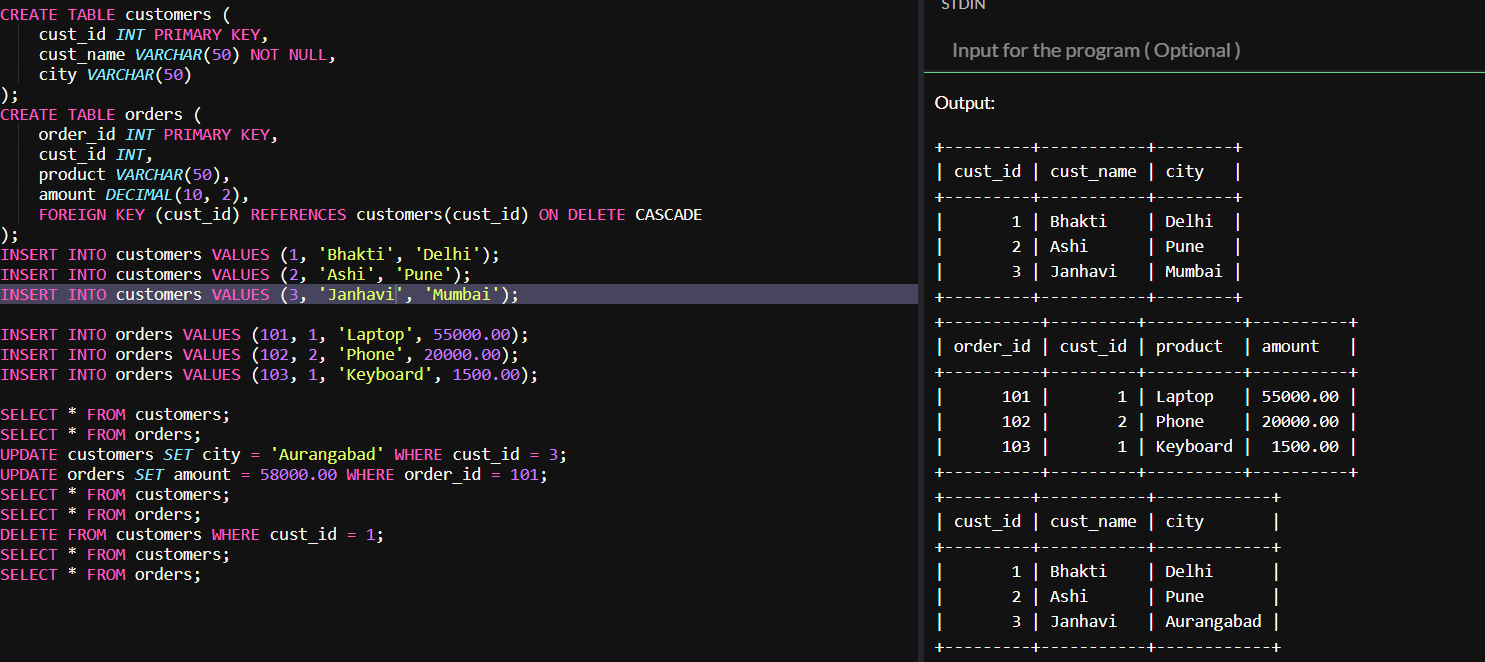 CREATE TABLE customers (
    cust_id INT PRIMARY KEY,
    cust_name VARCHAR(50) NOT NULL,
    city VARCHAR(50)
);
CREATE TABLE orders (
    order_id INT PRIMARY KEY,
    cust_id INT,
    product VARCHAR(50),
    amount DECIMAL(10, 2),
    FOREIGN KEY (cust_id) REFERENCES customers(cust_id) ON DELETE CASCADE
);
INSERT INTO customers VALUES (1, 'Bhakti', 'Delhi');
INSERT INTO customers VALUES (2, 'Ashi', 'Pune');
INSERT INTO customers VALUES (3, 'Janhavi', 'Mumbai');

INSERT INTO orders VALUES (101, 1, 'Laptop', 55000.00);
INSERT INTO orders VALUES (102, 2, 'Phone', 20000.00);
INSERT INTO orders VALUES (103, 1, 'Keyboard', 1500.00);

SELECT * FROM customers;
SELECT * FROM orders;
UPDATE customers SET city = 'Aurangabad' WHERE cust_id = 3;
UPDATE orders SET amount = 58000.00 WHERE order_id = 101;
SELECT * FROM customers;
SELECT * FROM orders;
DELETE FROM customers WHERE cust_id = 1;
SELECT * FROM customers;
SELECT * FROM orders;
STDIN
Input for the program ( Optional )
Output:
+---------+-----------+--------+
| cust_id | cust_name | city   |
+---------+-----------+--------+
|       1 | Bhakti    | Delhi  |
|       2 | Ashi      | Pune   |
|       3 | Janhavi   | Mumbai |
+---------+-----------+--------+
+----------+---------+----------+----------+
| order_id | cust_id | product  | amount   |
+----------+---------+----------+----------+
|      101 |       1 | Laptop   | 55000.00 |
|      102 |       2 | Phone    | 20000.00 |
|      103 |       1 | Keyboard |  1500.00 |
+----------+---------+----------+----------+
+---------+-----------+------------+
| cust_id | cust_name | city       |
+---------+-----------+------------+
|       1 | Bhakti    | Delhi      |
|       2 | Ashi      | Pune       |
|       3 | Janhavi   | Aurangabad |
+---------+-----------+------------+